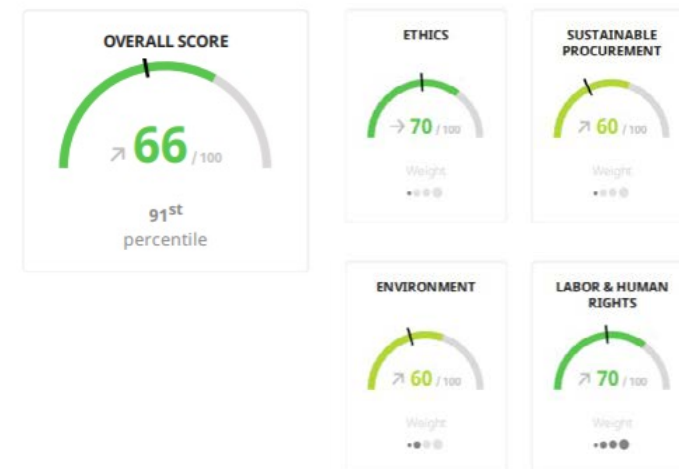 OVERALL SCORE
66 / 100
91st
percentile
ETHICS
70 / 100
Weight
SUSTAINABLE
PROCUREMENT
60 / 100
Weight
ENVIRONMENT
60 / 100
Weight
LABOR & HUMAN
RIGHTS
70 / 100
Weight